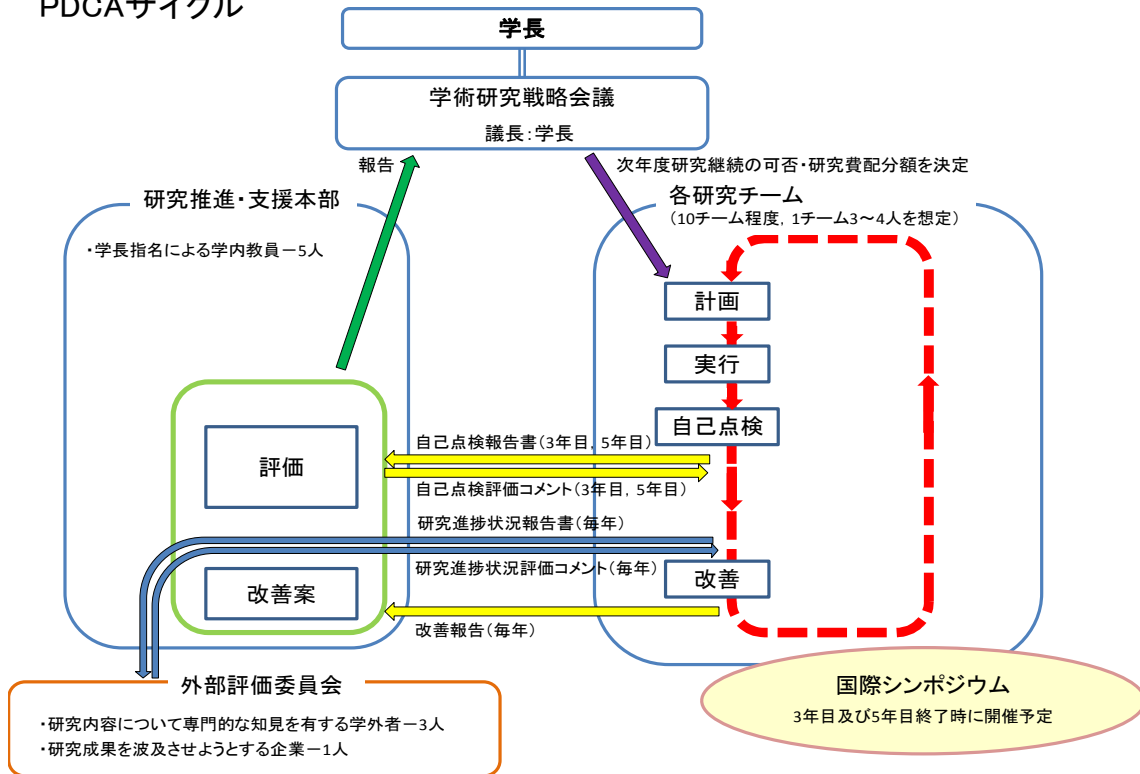 PDCAサイクル
学長
学術研究戦略会議
議長：学長
報告
次年度研究継続の可否・研究費配分額を決定
研究推進・支援本部
・学長指名による学内教員－5人
各研究チーム
（10チーム程度，1チーム3～4人を想定）
計画
実行
自己点検
評価
自己点検報告書（3年目，5年目）
自己点検評価コメント（3年目，5年目）
研究進捗状況報告書（毎年）
研究進捗状況評価コメント（毎年）
改善
改善案
改善報告（毎年）
外部評価委員会
・研究内容について専門的な知見を有する学外者－3人
・研究成果を波及させようとする企業－1人
国際シンポジウム
3年目及び5年目終了時に開催予定